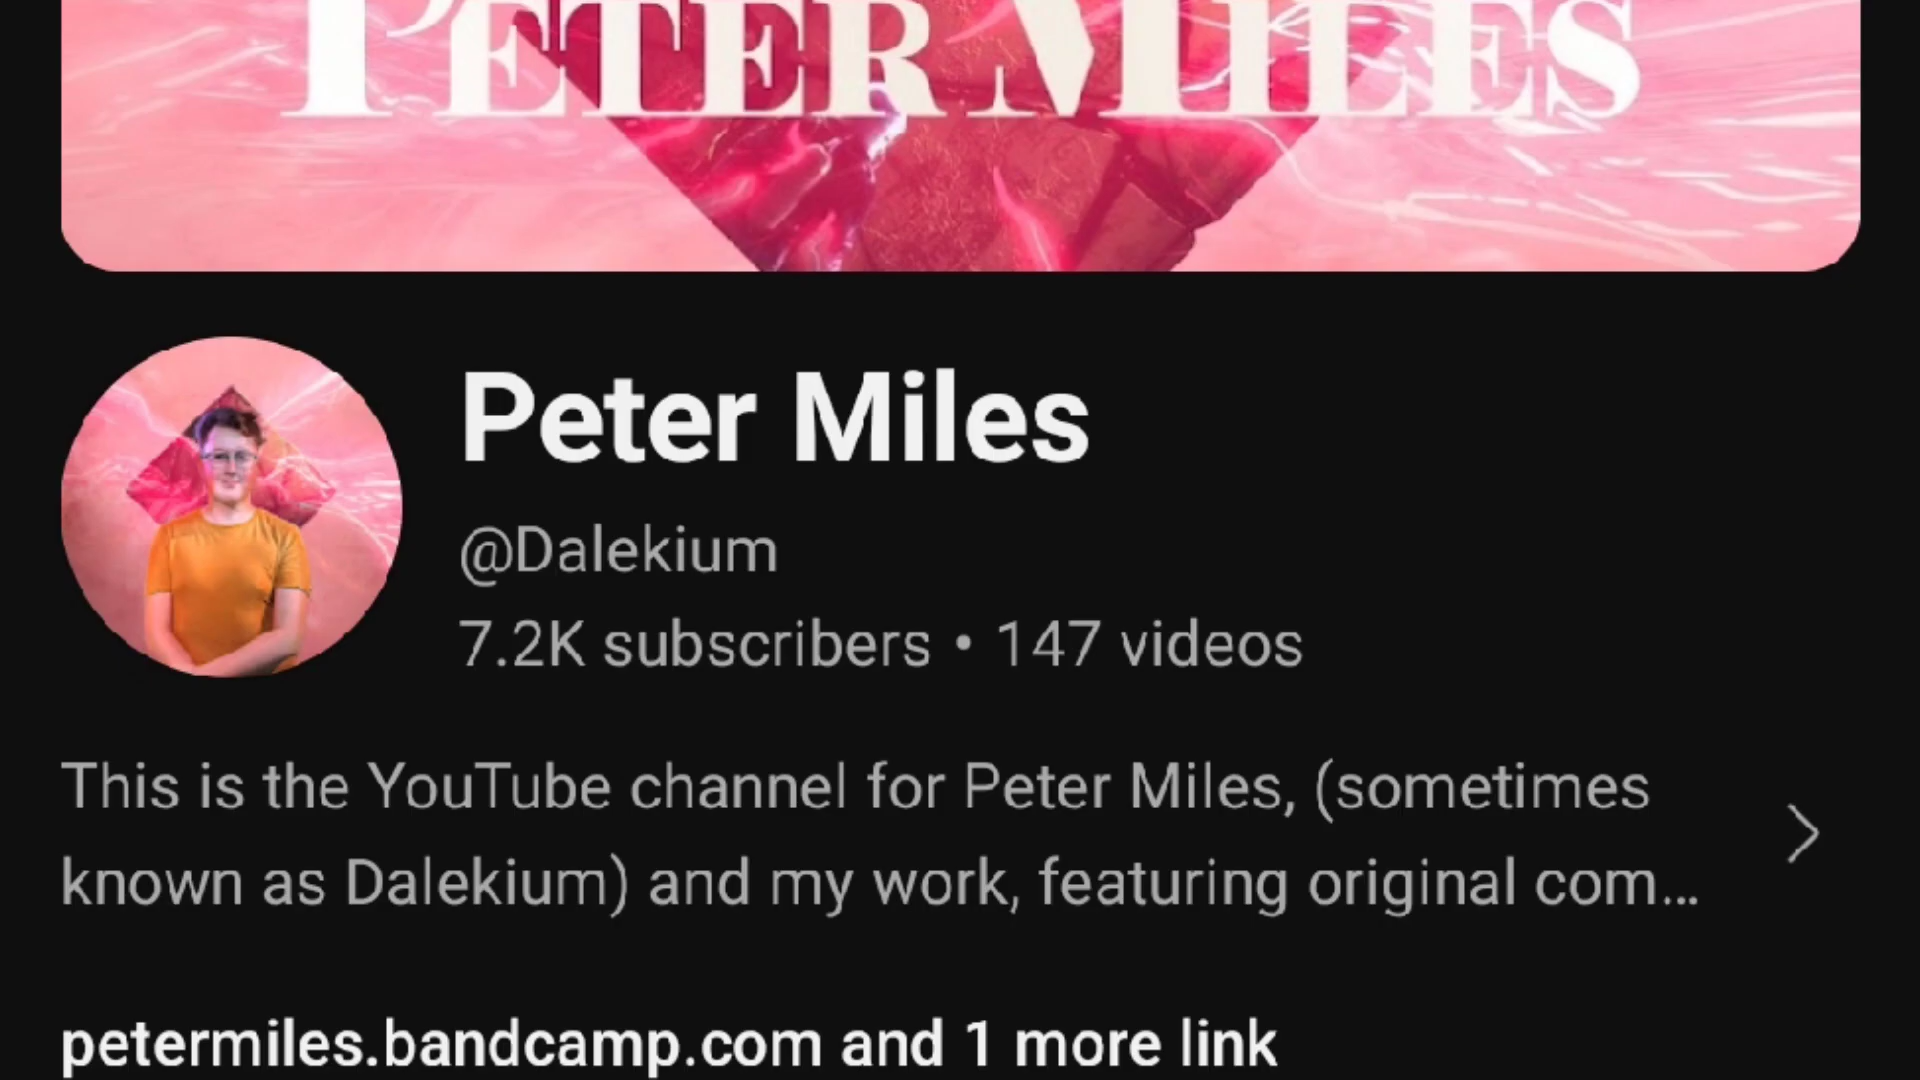 PETER MILES
Peter Miles
@Dalekium
7.2K subscribers • 147 videos
This is the YouTube channel for Peter Miles, (sometimes
known as Dalekium) and my work, featuring original com...
petermiles.bandcamp.com and 1 more link